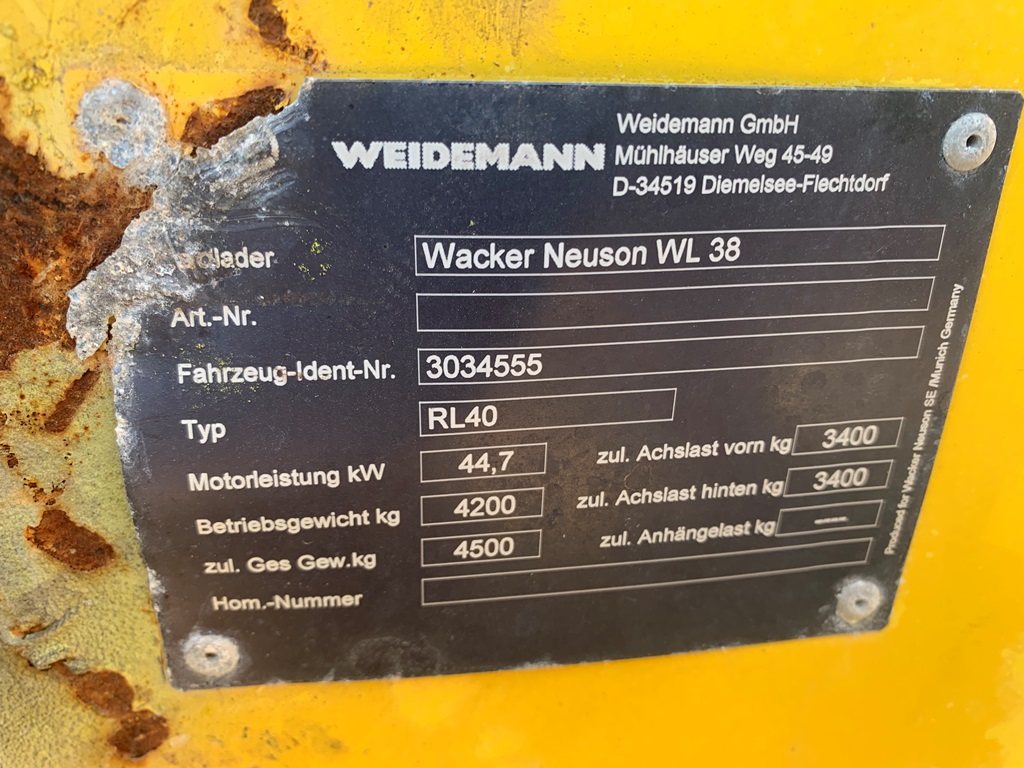 WEIDEMANN
Weidemann GmbH
Mühlhäuser Weg 45-49
D-34519 Diemelsee-Flechtdorf
Wacker Neuson WL 38
Art.-Nr.
Fahrzeug-Ident-Nr. 3034555
Typ RL40
Motorleistung kW 44,7 zul. Achslast vorn kg 3400
Betriebsgewicht kg 4200 zul. Achslast hinten kg 3400
zul. Ges Gew.kg 4500 zul. Anhängelast kg ----
Hom.-Nummer
Produced for Wacker Neuson SE /Munich Germany